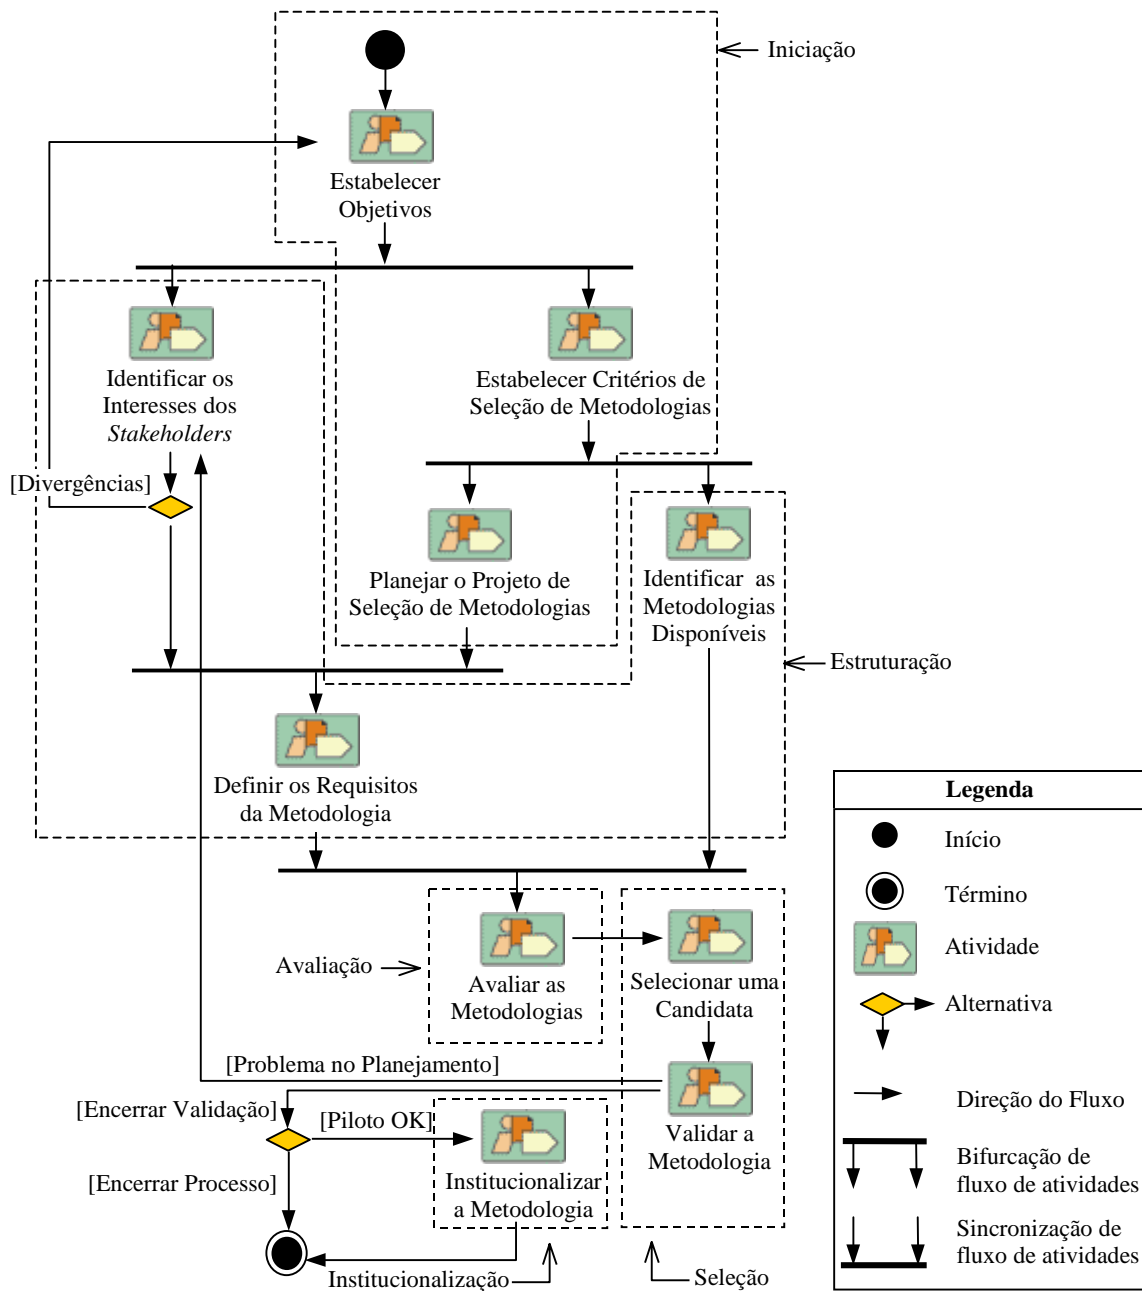 Iniciação
Estabelecer
Objetivos
Identificar os
Interesses dos
Stakeholders
Estabelecer Critérios de
Seleção de Metodologias
[Divergências]
Planejar o Projeto de
Seleção de Metodologias
Identificar as
Metodologias
Disponíveis
Estruturação
Definir os Requisitos
da Metodologia
Avaliação
Avaliar as
Metodologias
Selecionar uma
Candidata
[Problema no Planejamento]
[Encerrar Validação]
[Piloto OK]
Validar a
Metodologia
[Encerrar Processo]
Institucionalizar
a Metodologia
Institucionalização
Seleção
Legenda
Início
Término
Atividade
Alternativa
Direção do Fluxo
Bifurcação de
fluxo de atividades
Sincronização de
fluxo de atividades